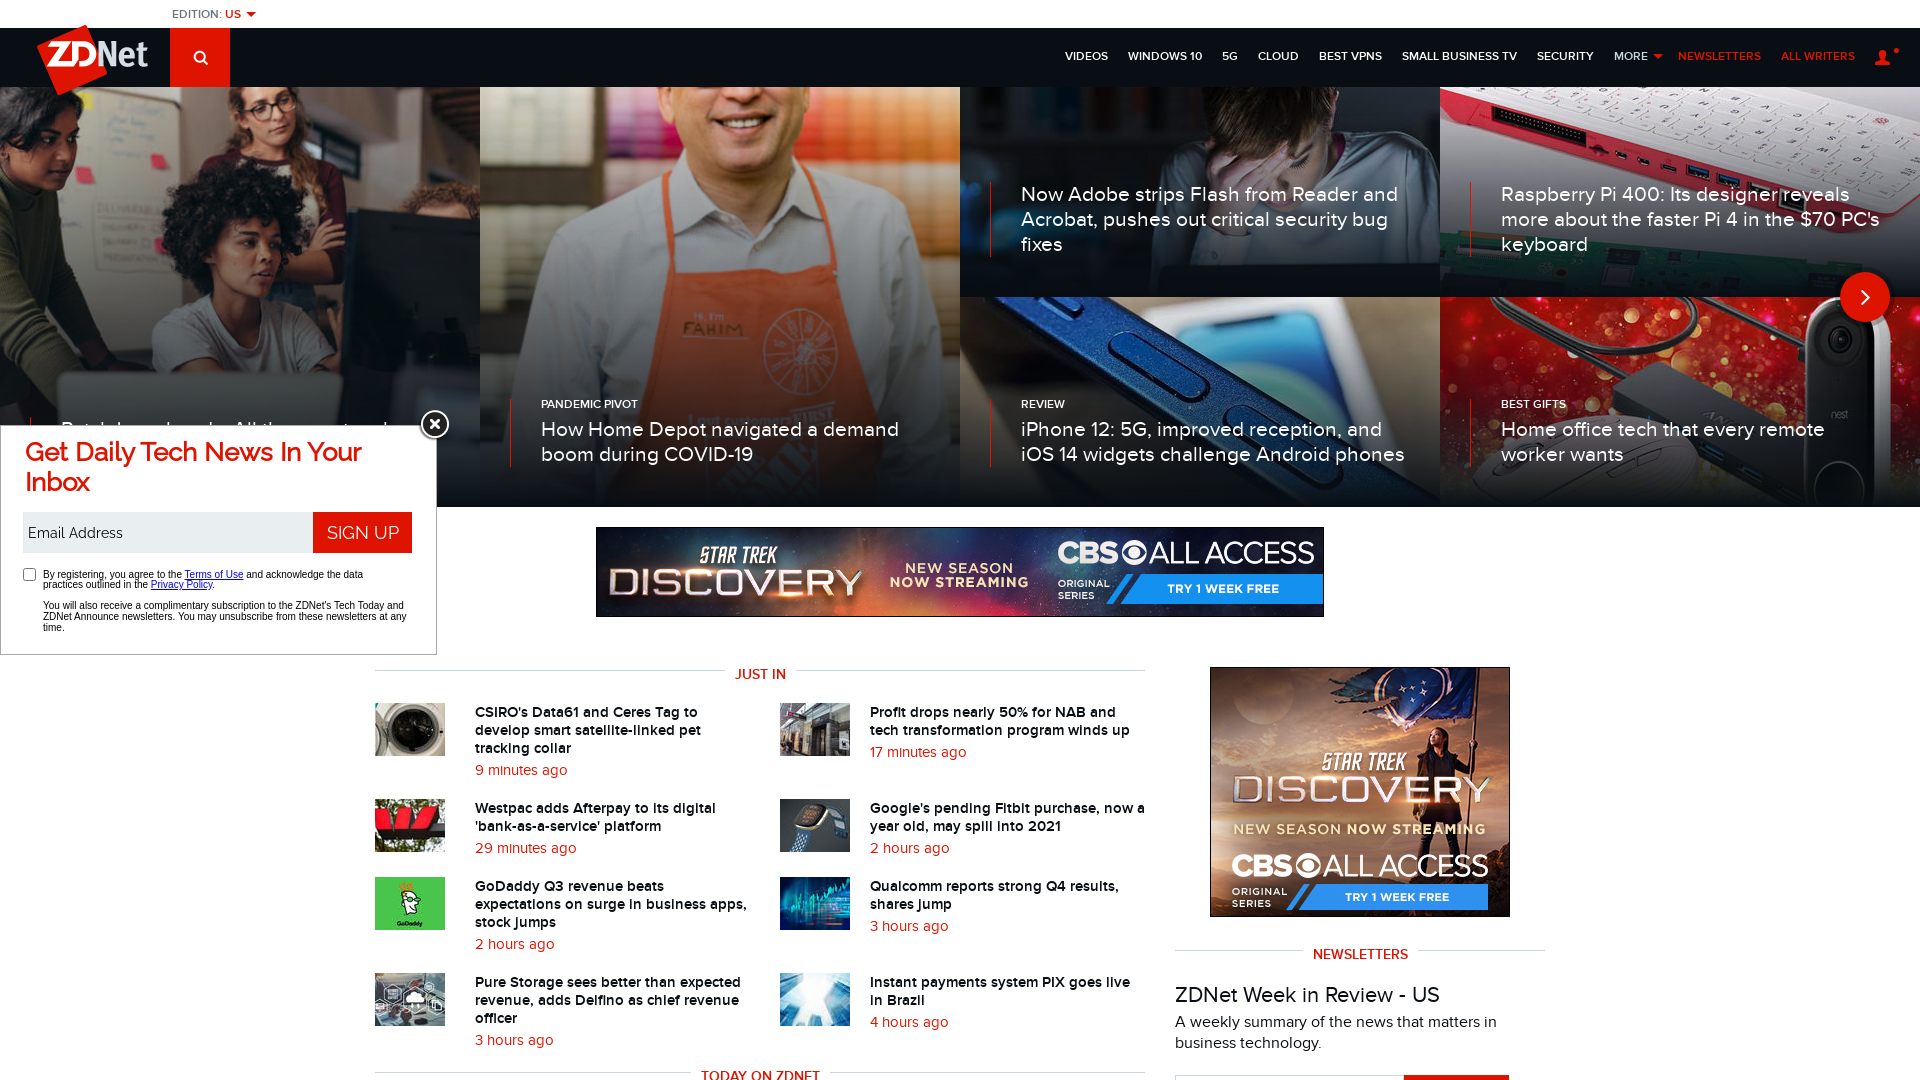 EDITION: US
ZDNet
VIDEOS WINDOWS 10 5G CLOUD BEST VPNS SMALL BUSINESS TV SECURITY MORE NEWSLETTERS ALL WRITERS
Now Adobe strips Flash from Reader and
Acrobat, pushes out critical security bug
fixes
Raspberry Pi 400: Its designer reveals
more about the faster Pi 4 in the $70 PC's
keyboard
Hi, I'm
FAHIM
PANDEMIC PIVOT
How Home Depot navigated a demand
boom during COVID-19
REVIEW
iPhone 12: 5G, improved reception, and
iOS 14 widgets challenge Android phones
nest
BEST GIFTS
Home office tech that every remote
worker wants
Get Daily Tech News In Your
Inbox
Email Address
SIGN UP
By registering, you agree to the Terms of Use and acknowledge the data
practices outlined in the Privacy Policy.
You will also receive a complimentary subscription to the ZDNet's Tech Today and
ZDNet Announce newsletters. You may unsubscribe from these newsletters at any
time.
STAR TREK
DISCOVERY
NEW SEASON
NOW STREAMING
CBS ALL ACCESS
ORIGINAL
SERIES
TRY 1 WEEK FREE
JUST IN
CSIRO's Data61 and Ceres Tag to
develop smart satellite-linked pet
tracking collar
9 minutes ago
Profit drops nearly 50% for NAB and
tech transformation program winds up
17 minutes ago
Westpac adds Afterpay to its digital
'bank-as-a-service' platform
29 minutes ago
Google's pending Fitbit purchase, now a
year old, may spill into 2021
2 hours ago
GoDaddy
GoDaddy Q3 revenue beats
expectations on surge in business apps,
stock jumps
2 hours ago
Qualcomm reports strong Q4 results,
shares jump
3 hours ago
Pure Storage sees better than expected
revenue, adds Delfino as chief revenue
officer
3 hours ago
Instant payments system PIX goes live
in Brazil
4 hours ago
TODAY ON ZDNET
STAR TREK
DISCOVERY
NEW SEASON NOW STREAMING
CBS ALL ACCESS
ORIGINAL
SERIES
TRY 1 WEEK FREE
NEWSLETTERS
ZDNet Week in Review - US
A weekly summary of the news that matters in
business technology.